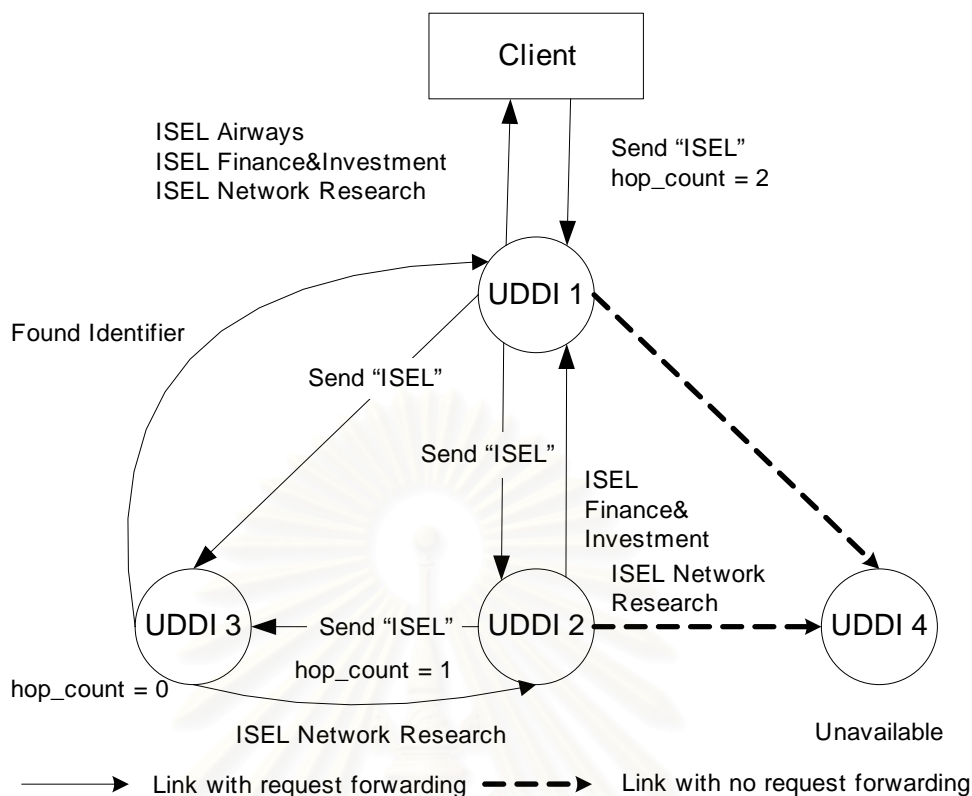 Client
ISEL Airways
ISEL Finance&Investment
ISEL Network Research
Send “ISEL”
hop_count = 2
UDDI 1
Found Identifier
Send “ISEL”
Send “ISEL”
ISEL
Finance&
Investment
ISEL Network
Research
UDDI 3
Send “ISEL”
hop_count = 1
UDDI 2
UDDI 4
hop_count = 0
ISEL Network Research
Unavailable
Link with request forwarding
Link with no request forwarding